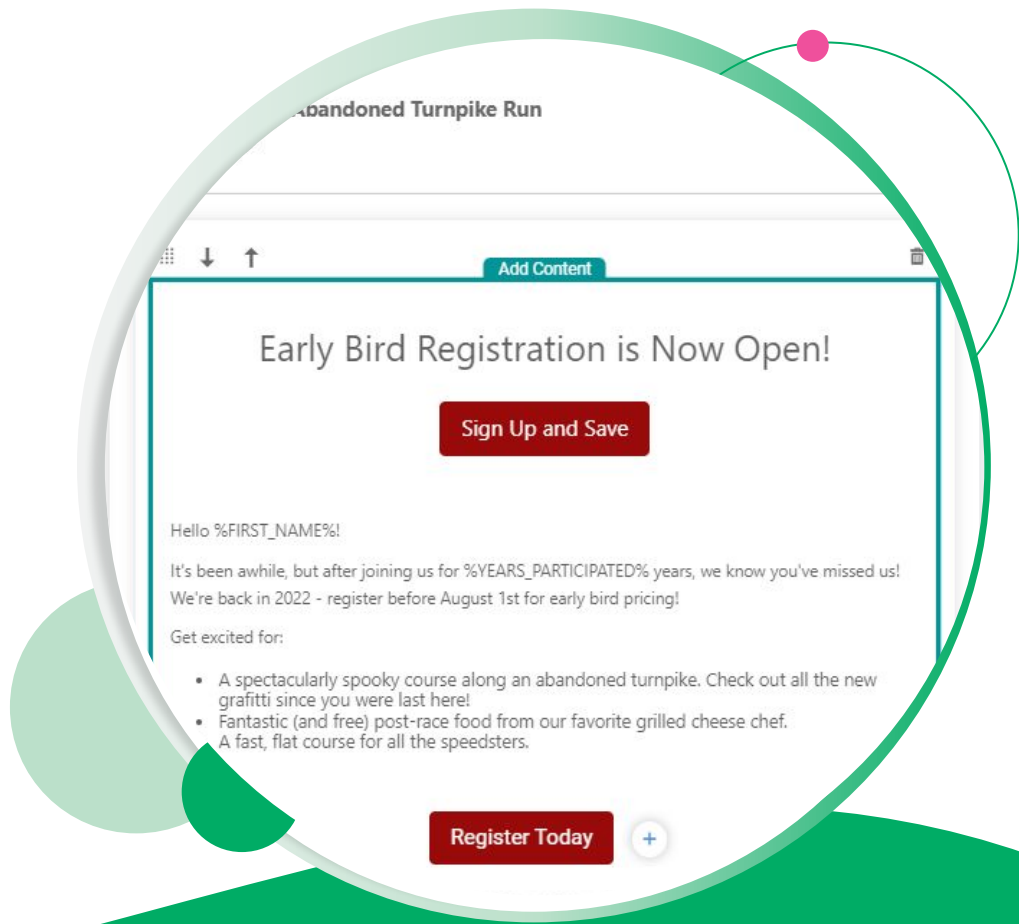 Abandoned Turnpike Run
Add Content
Early Bird Registration is Now Open!
Sign Up and Save
Hello %FIRST_NAME%!
It's been awhile, but after joining us for %YEARS_PARTICIPATED% years, we know you've missed us!
We're back in 2022 - register before August 1st for early bird pricing!
Get excited for:
• A spectacularly spooky course along an abandoned turnpike. Check out all the new
grafitti since you were last here!
• Fantastic (and free) post-race food from our favorite grilled cheese chef.
A fast, flat course for all the speedsters.
Register Today
+